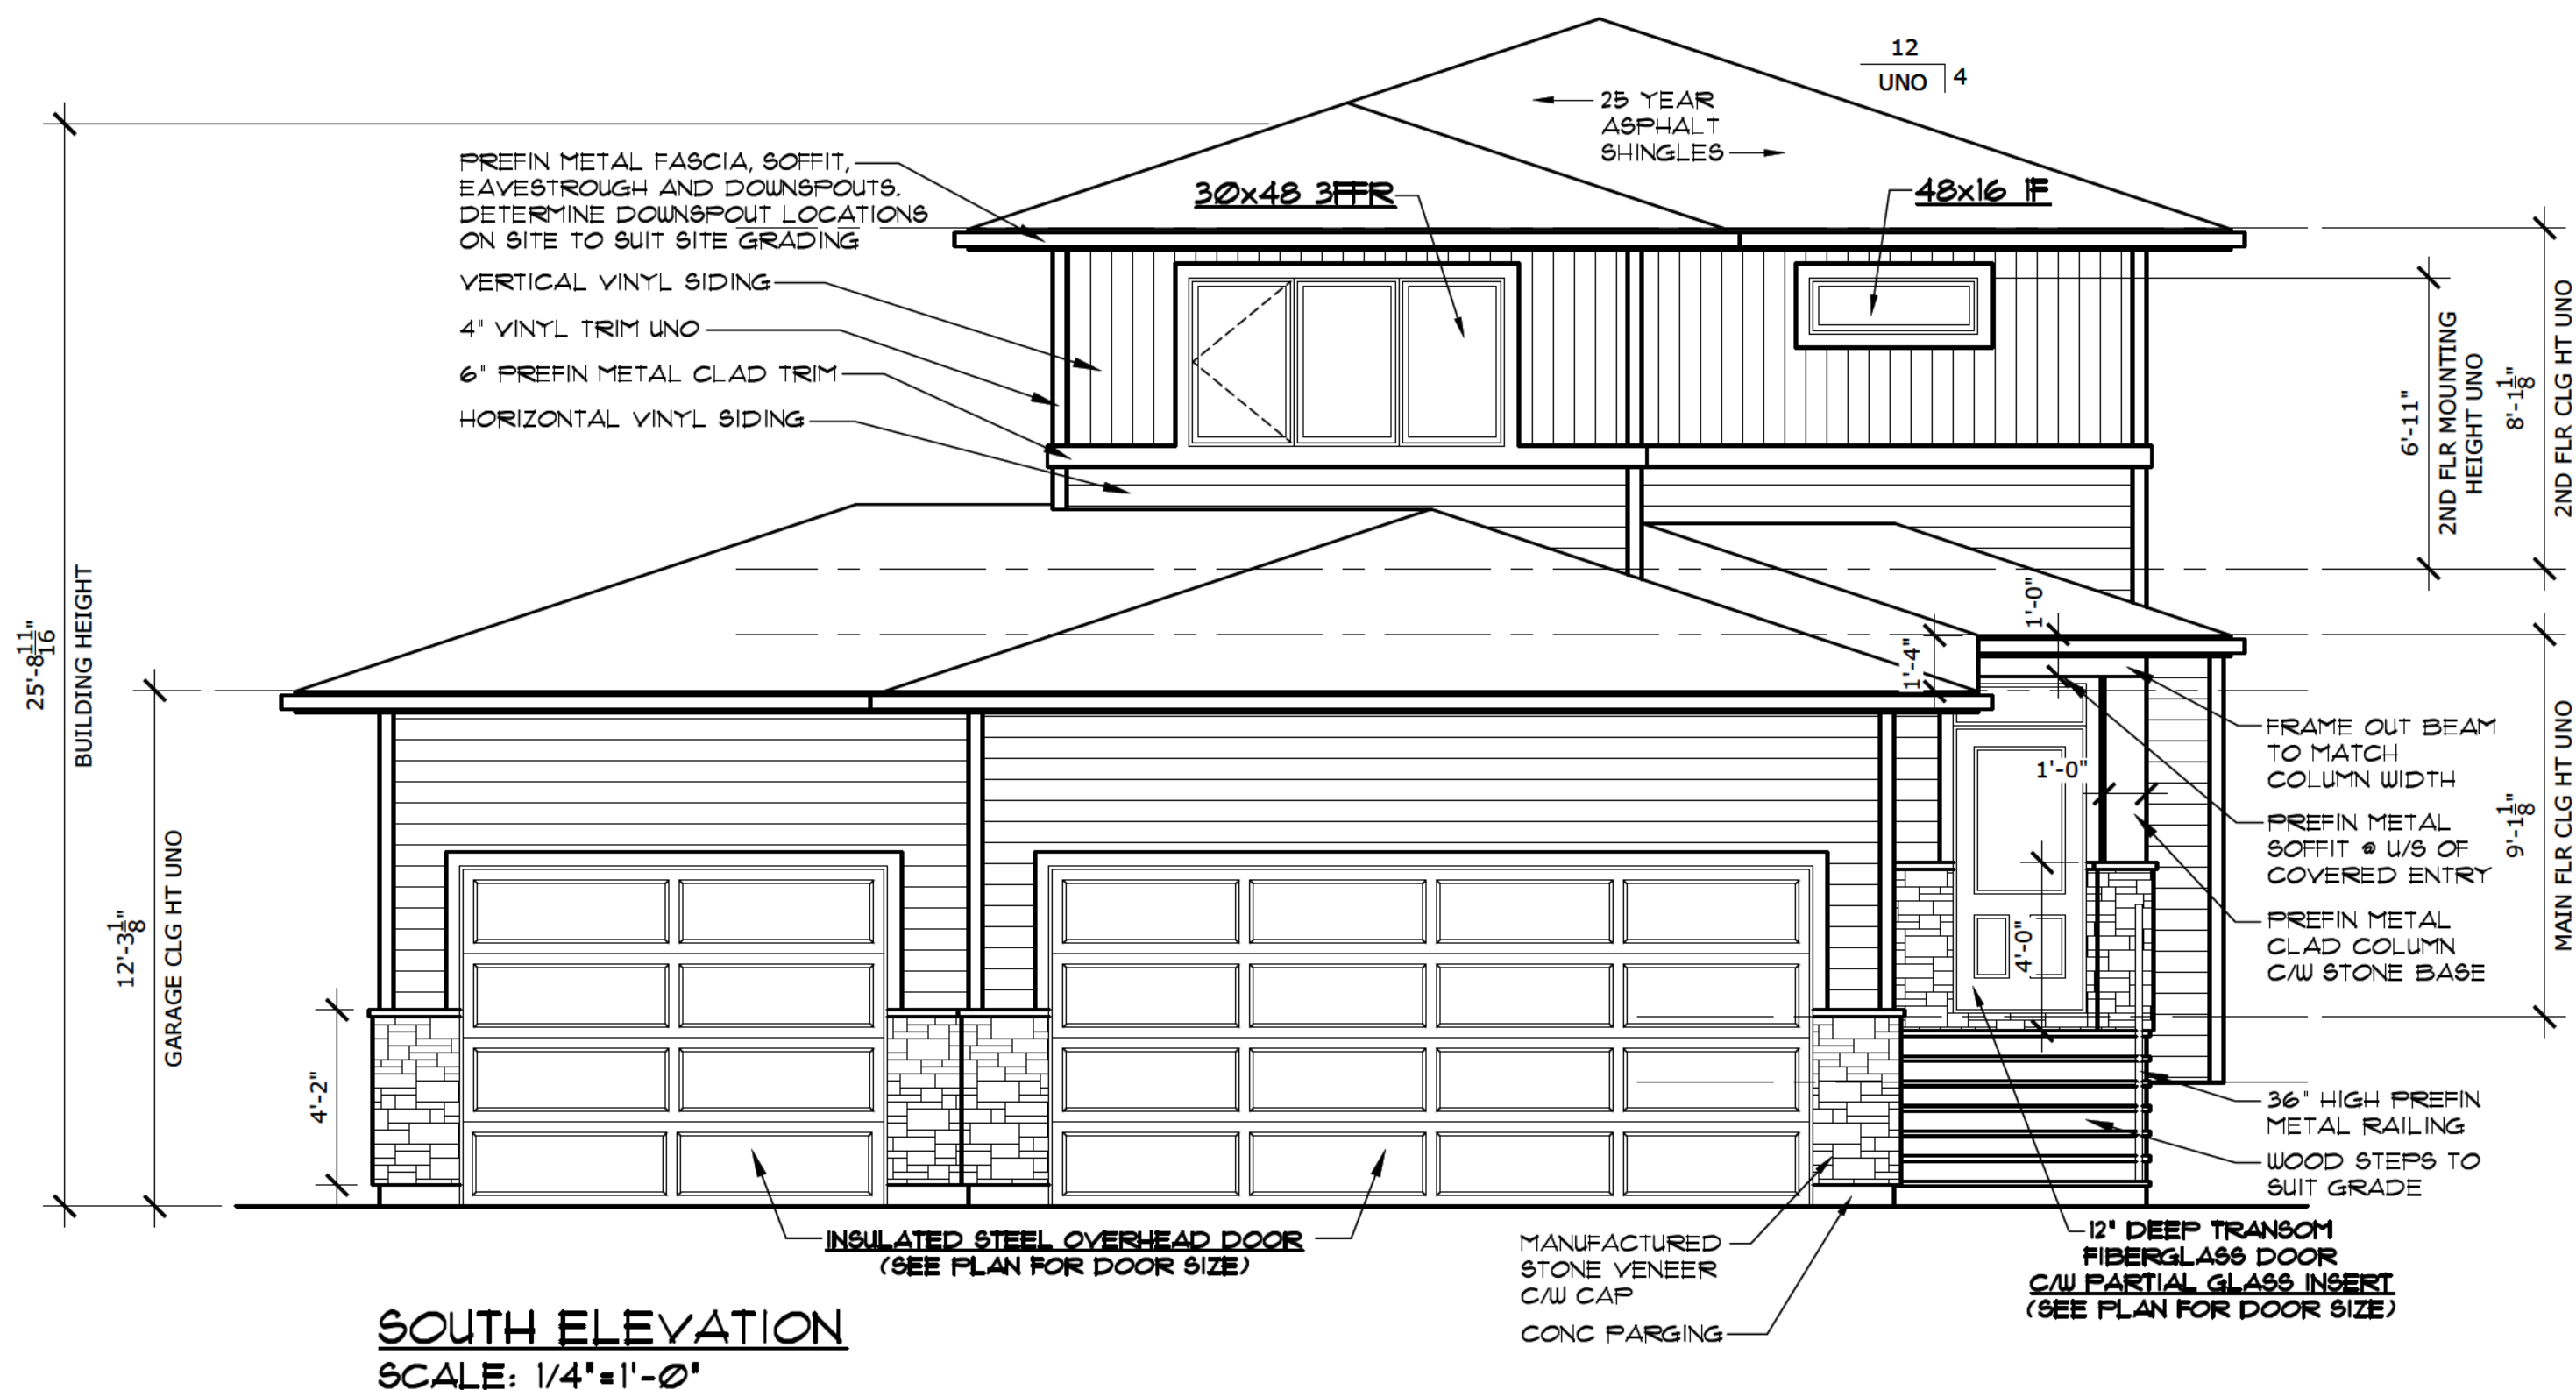 12
UNO 4
25 YEAR
ASPHALT
SHINGLES
PREFIN METAL FASCIA, SOFFIT,
EAVESTROUGH AND DOWNSPOUTS.
DETERMINE DOWNSPOUT LOCATIONS
ON SITE TO SUIT SITE GRADING
VERTICAL VINYL SIDING
4" VINYL TRIM UNO
6" PREFIN METAL CLAD TRIM
HORIZONTAL VINYL SIDING
30x48 3FFR
48x16 1F
25'-8 11/16"
BUILDING HEIGHT
12'-3 1/8"
GARAGE CLG HT UNO
4'-2"
6'-11"
2ND FLR MOUNTING
HEIGHT UNO
8'-1 1/8"
2ND FLR CLG HT UNO
1'-0"
1'-4"
1'-0"
4'-0"
9'-1 1/8"
MAIN FLR CLG HT UNO
FRAME OUT BEAM
TO MATCH
COLUMN WIDTH
PREFIN METAL
SOFFIT @ U/S OF
COVERED ENTRY
PREFIN METAL
CLAD COLUMN
C/W STONE BASE
36" HIGH PREFIN
METAL RAILING
WOOD STEPS TO
SUIT GRADE
12" DEEP TRANSOM
FIBERGLASS DOOR
C/W PARTIAL GLASS INSERT
(SEE PLAN FOR DOOR SIZE)
INSULATED STEEL OVERHEAD DOOR
(SEE PLAN FOR DOOR SIZE)
MANUFACTURED
STONE VENEER
C/W CAP
CONC PARGING
SOUTH ELEVATION
SCALE: 1/4"=1'-0"